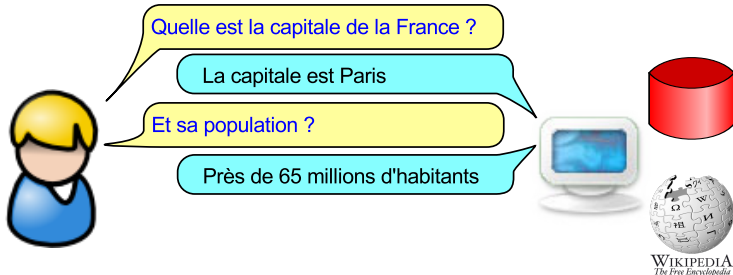 Quelle est la capitale de la France ?
La capitale est Paris
Et sa population ?
Près de 65 millions d'habitants
WIKIPEDIA
The Free Encyclopedia